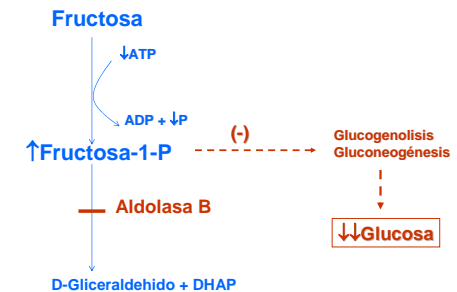 Fructosa
↓ATP
ADP + ↓P
↑Fructosa-1-P
(-)
Glucogenolisis
Gluconeogénesis
Aldolasa B
↓↓Glucosa
D-Gliceraldehido + DHAP